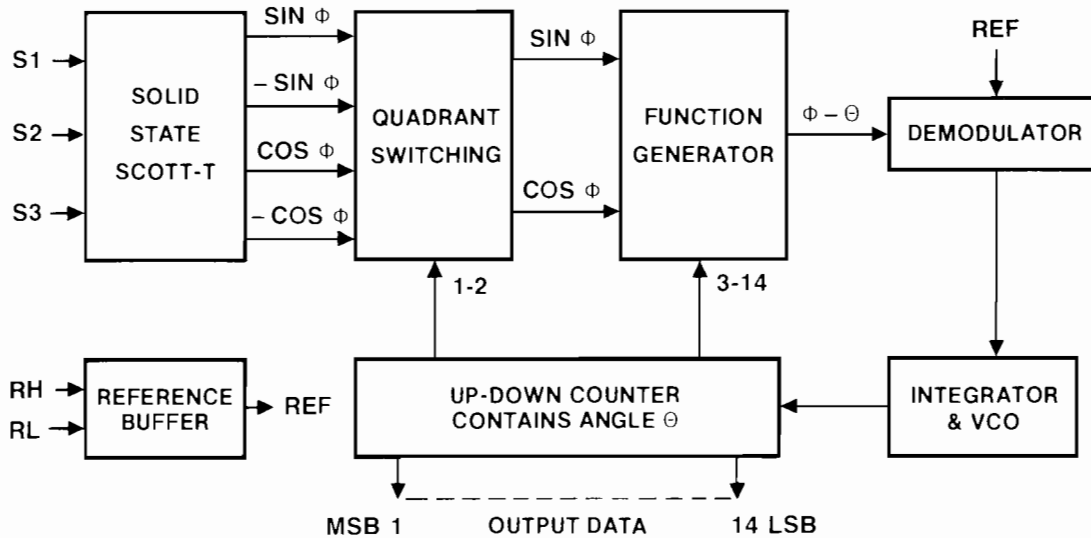 SIN Φ
– SIN Φ
COS Φ
– COS Φ
S1
S2
S3
SOLID
STATE
SCOTT-T
QUADRANT
SWITCHING
SIN Φ
COS Φ
FUNCTION
GENERATOR
Φ – Θ
REF
DEMODULATOR
1-2
3-14
RH
RL
REFERENCE
BUFFER
REF
UP-DOWN COUNTER
CONTAINS ANGLE Θ
INTEGRATOR
& VCO
MSB 1
OUTPUT DATA
14 LSB